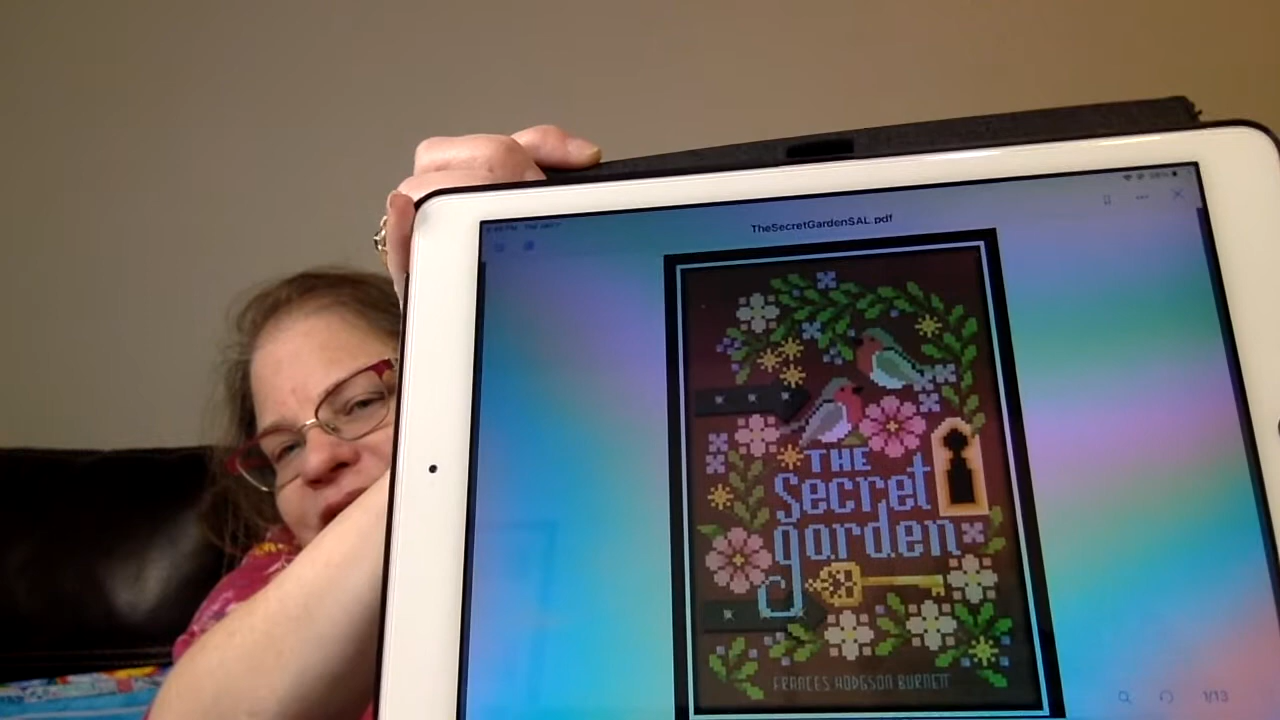 TheSecretGardenSAL.pdf
THE
Secret
garden
FRANCES HODGSON BURNETT
1/13